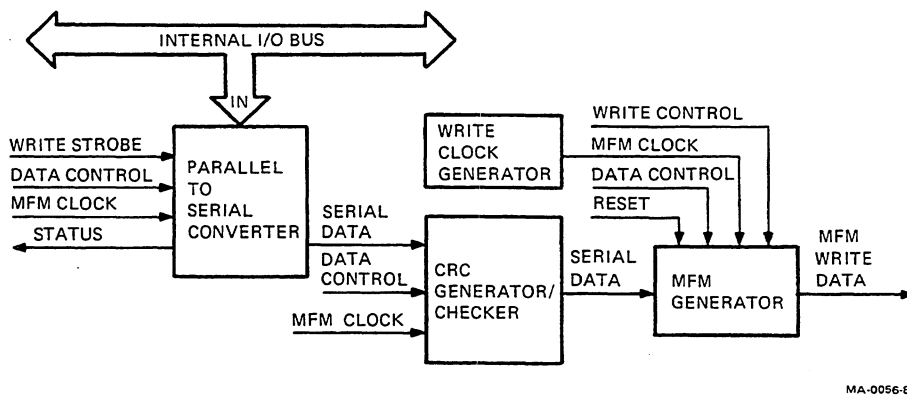 INTERNAL I/O BUS
IN
WRITE STROBE
DATA CONTROL
MFM CLOCK
STATUS
PARALLEL
TO
SERIAL
CONVERTER
WRITE
CLOCK
GENERATOR
WRITE CONTROL
MFM CLOCK
DATA CONTROL
RESET
SERIAL
DATA
DATA
CONTROL
MFM CLOCK
CRC
GENERATOR/
CHECKER
SERIAL
DATA
MFM
GENERATOR
MFM
WRITE
DATA